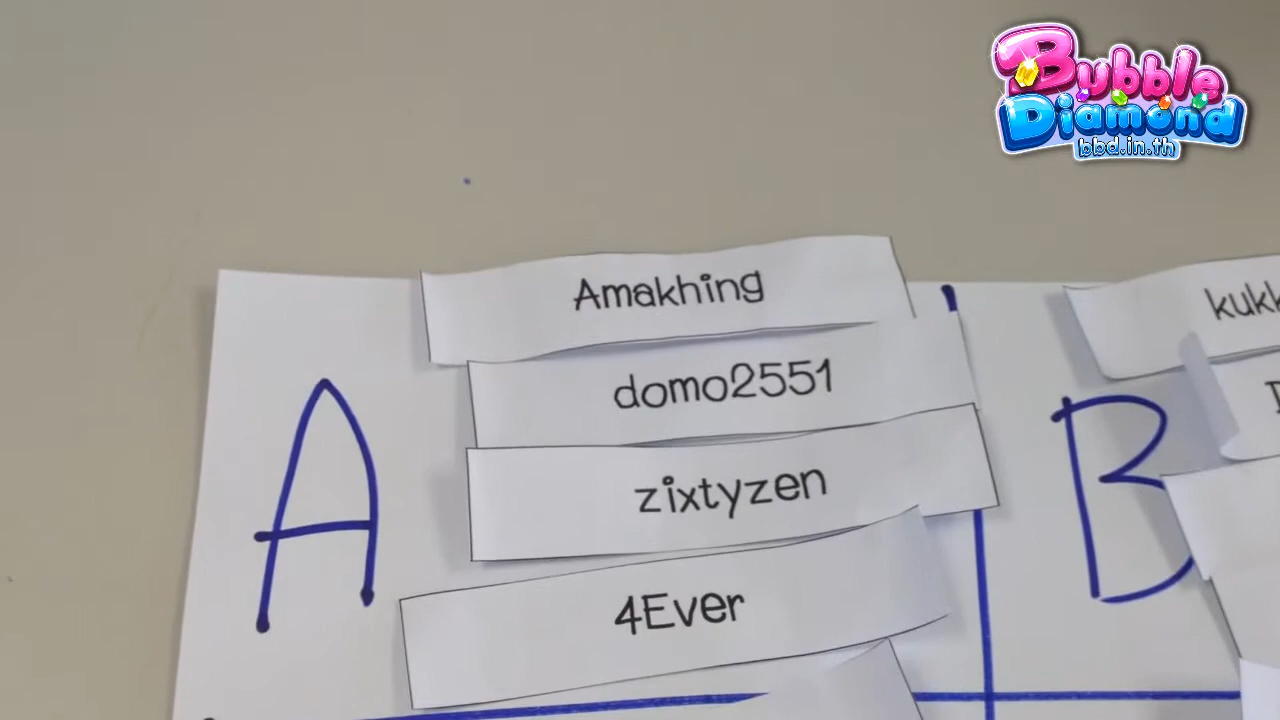 Bubble
Diamond
bbd.in.th
A
Amakhing
domo2551
zixtyzen
4Ever
B